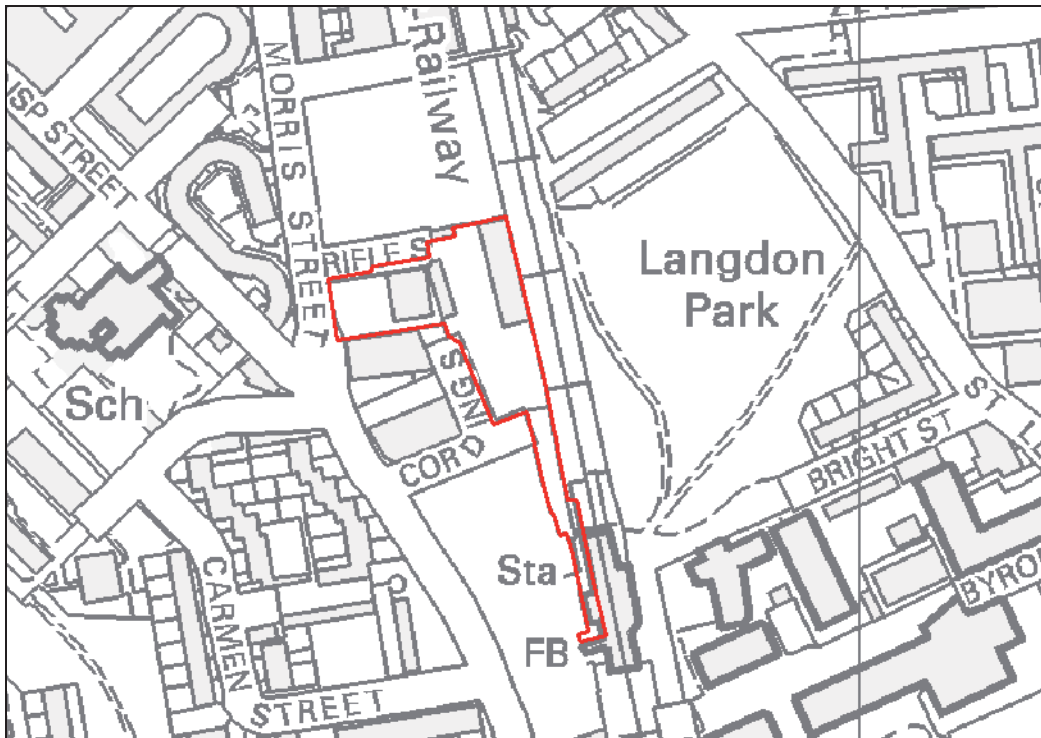 SP STREET
MORRIS STREET
Railway
RIFLE S
Langdon
Park
Sch
INGS
CORD
BRIGHT ST
ST L
Sta
FB
CARMEN
STREET
BYRO